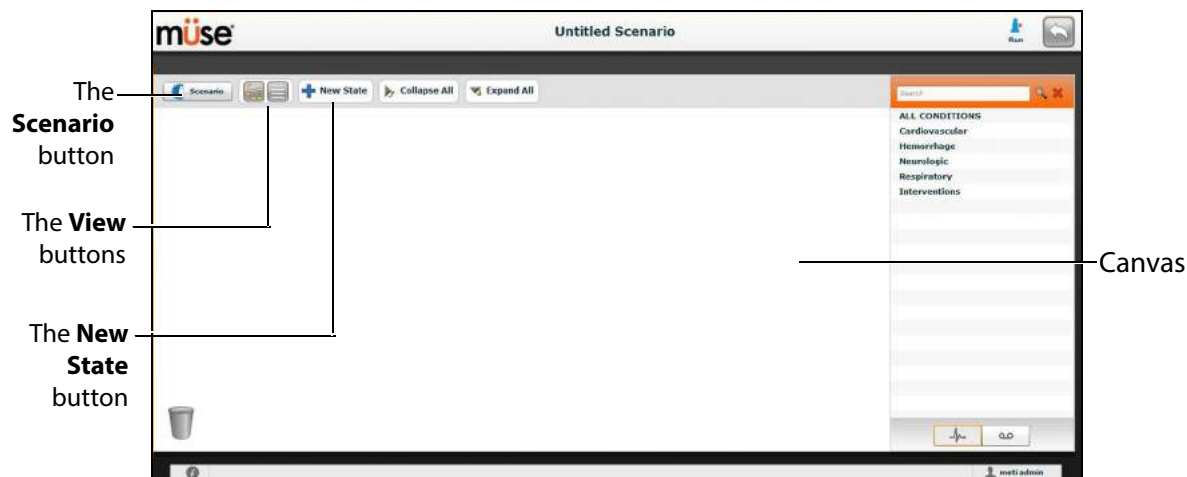 müse
Untitled Scenario
Run
The
Scenario
button
Scenario
New State
Collapse All
Expand All
Search
ALL CONDITIONS
Cardiovascular
Hemorrhage
Neurologic
Respiratory
Interventions
The View
buttons
Canvas
The New
State
button
meti admin